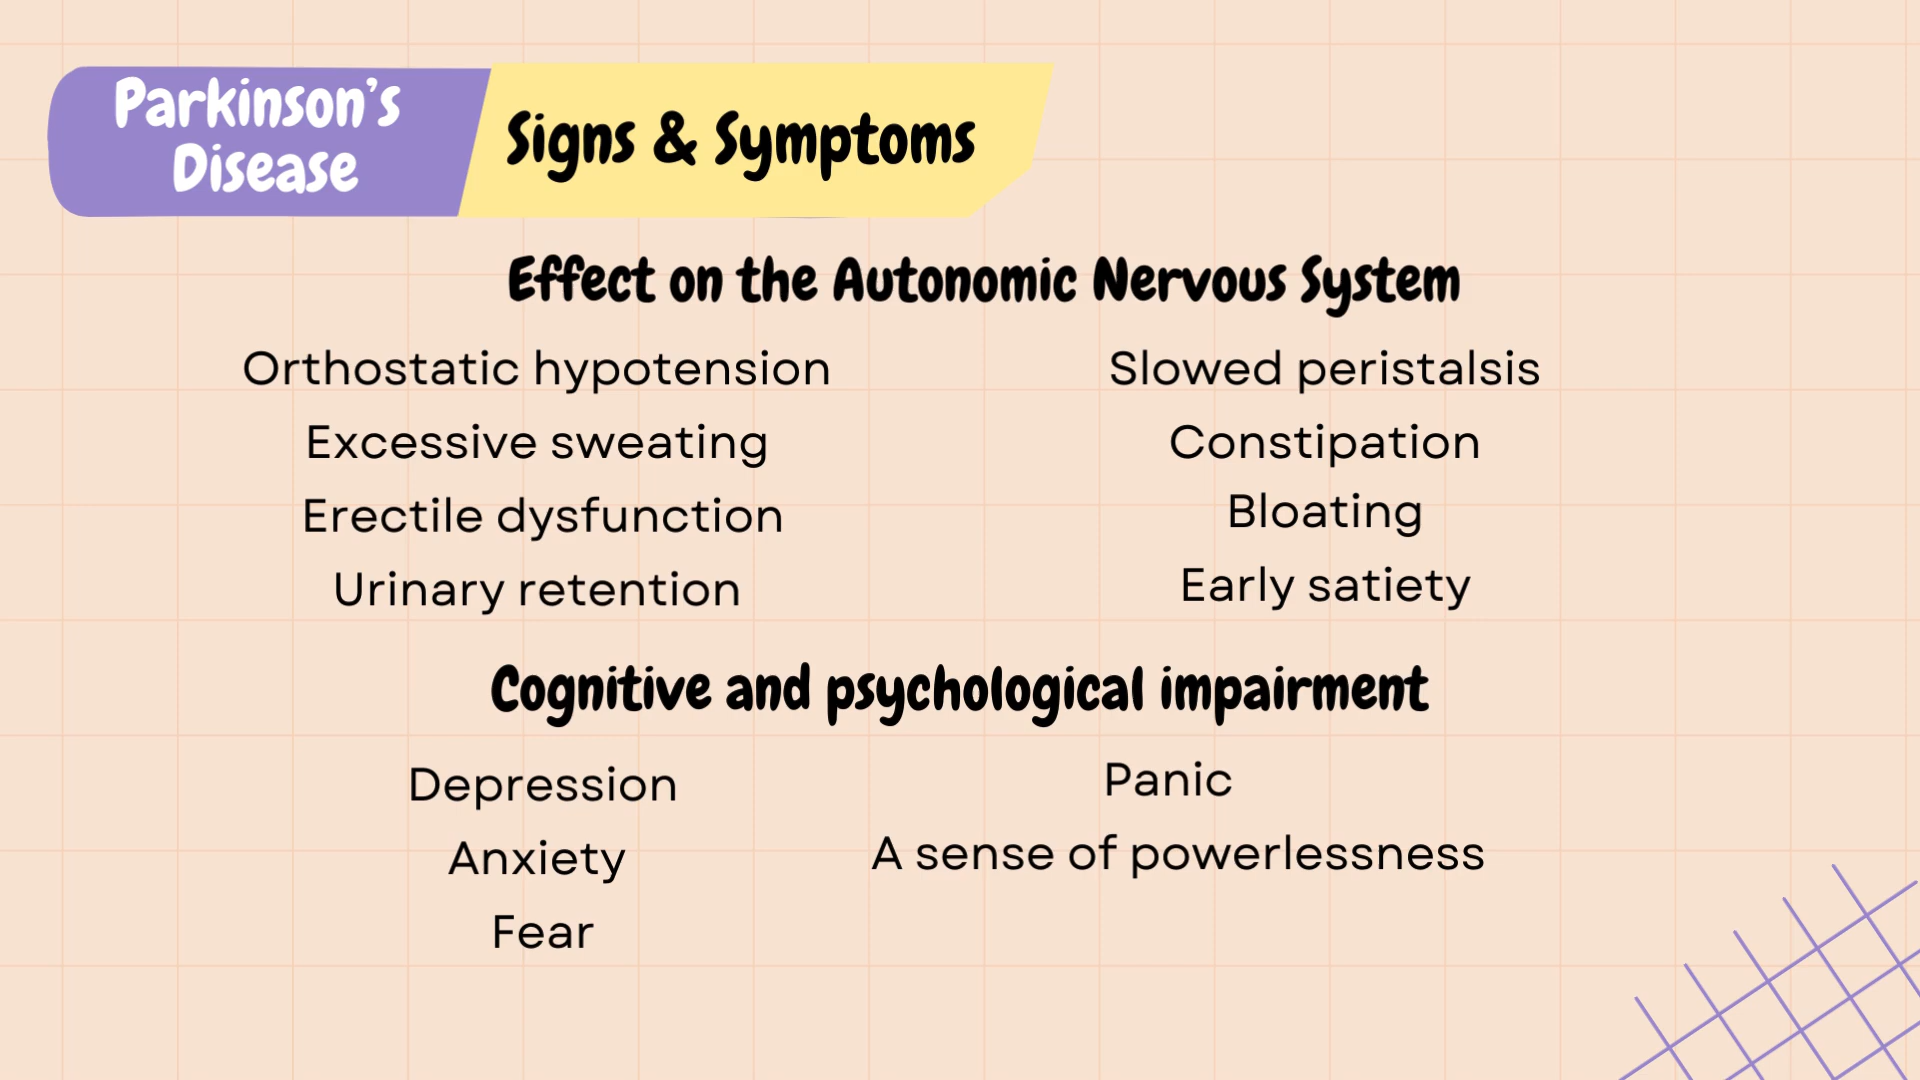 Parkinson's
Disease
Signs & Symptoms
Effect on the Autonomic Nervous System
Orthostatic hypotension
Excessive sweating
Erectile dysfunction
Urinary retention
Slowed peristalsis
Constipation
Bloating
Early satiety
Cognitive and psychological impairment
Depression
Anxiety
Fear
Panic
A sense of powerlessness